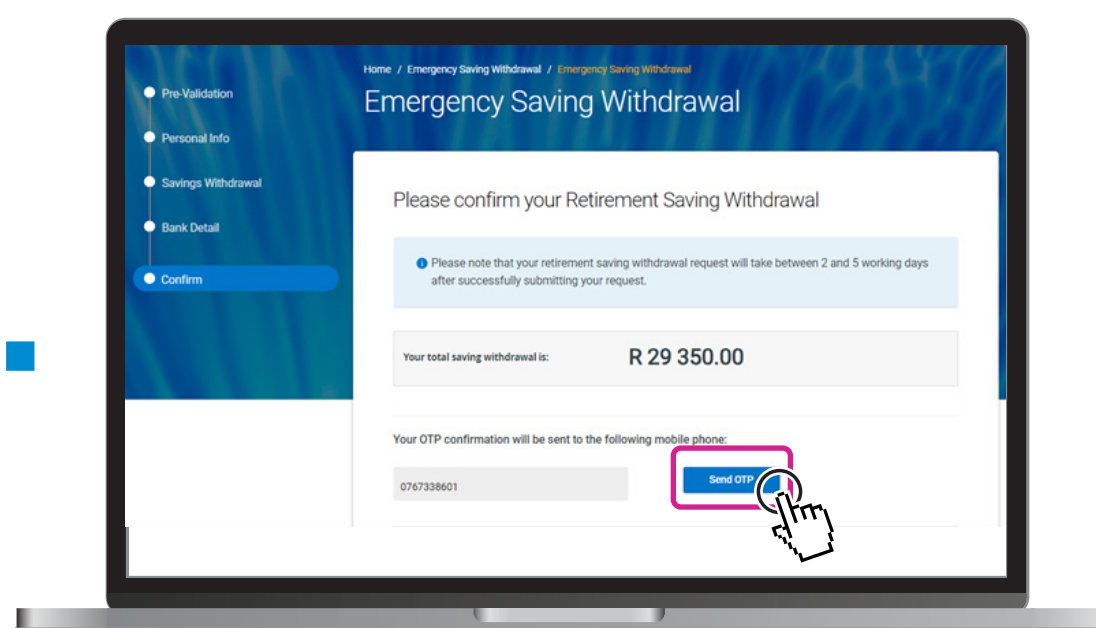 Home / Emergency Saving Withdrawal / Emergency Saving Withdrawal
Emergency Saving Withdrawal
Pre-Validation
Personal Info
Savings Withdrawal
Bank Detail
Confirm
Please confirm your Retirement Saving Withdrawal
Please note that your retirement saving withdrawal request will take between 2 and 5 working days
after successfully submitting your request.
Your total saving withdrawal is: R 29 350.00
Your OTP confirmation will be sent to the following mobile phone:
0767338601 Send OTP